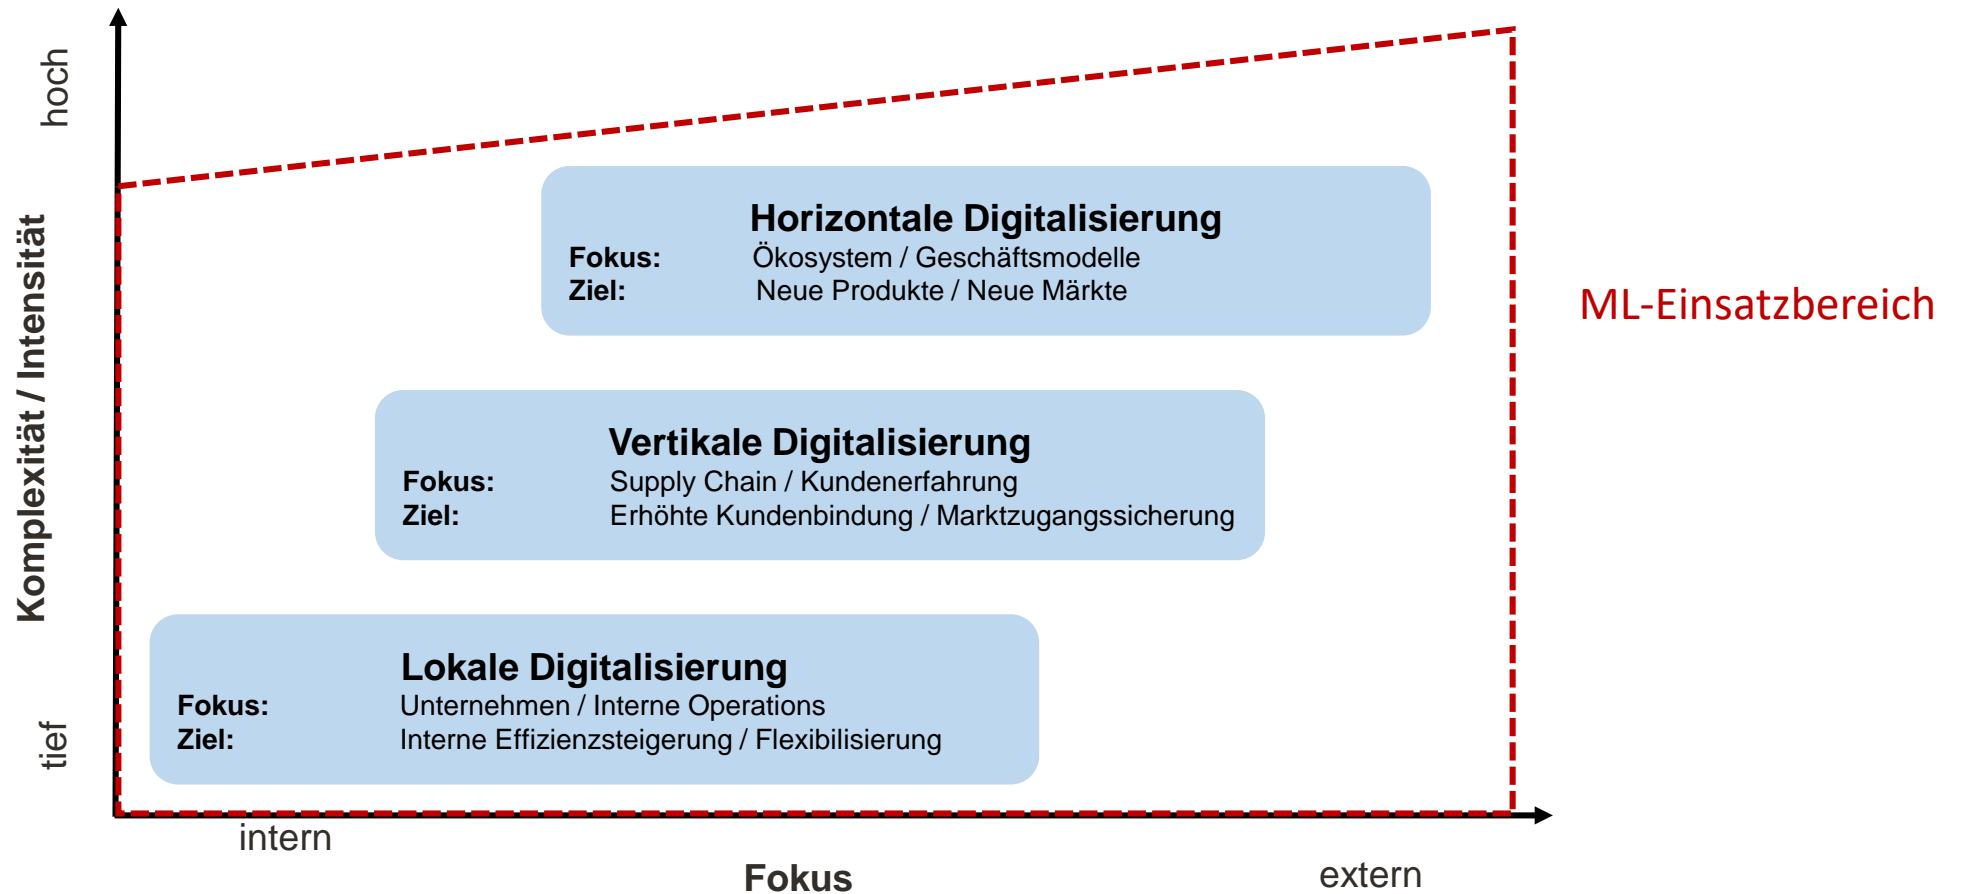 hoch
Komplexität / Intensität
tief
Horizontale Digitalisierung
Fokus: Ökosystem / Geschäftsmodelle
Ziel: Neue Produkte / Neue Märkte
ML-Einsatzbereich
Vertikale Digitalisierung
Fokus: Supply Chain / Kundenerfahrung
Ziel: Erhöhte Kundenbindung / Marktzugangssicherung
Lokale Digitalisierung
Fokus: Unternehmen / Interne Operations
Ziel: Interne Effizienzsteigerung / Flexibilisierung
intern
Fokus
extern